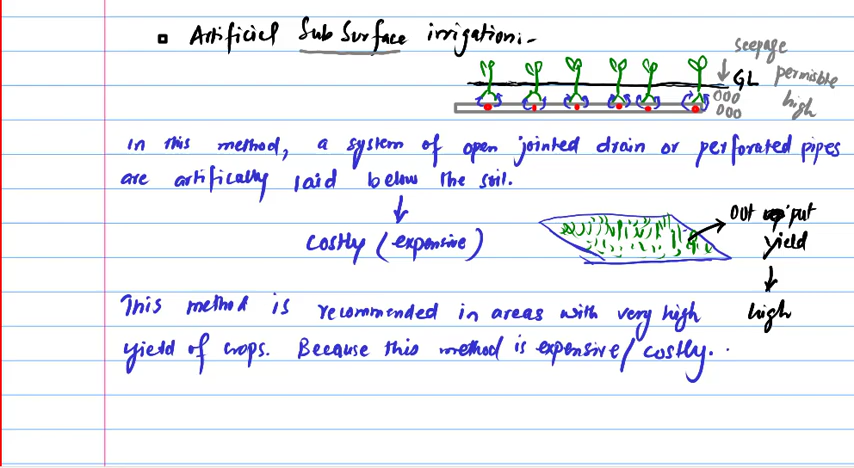 Artificiel Sub Surface irrigation:-
seepage
GL
permisble
high
In this method, a system of open jointed drain or perforated pipes
are artifically laid below the soil.
costly (expensive)
out put
yield
high
This method is recommended in areas with very high
yield of crops. Because this method is expensive/costly.